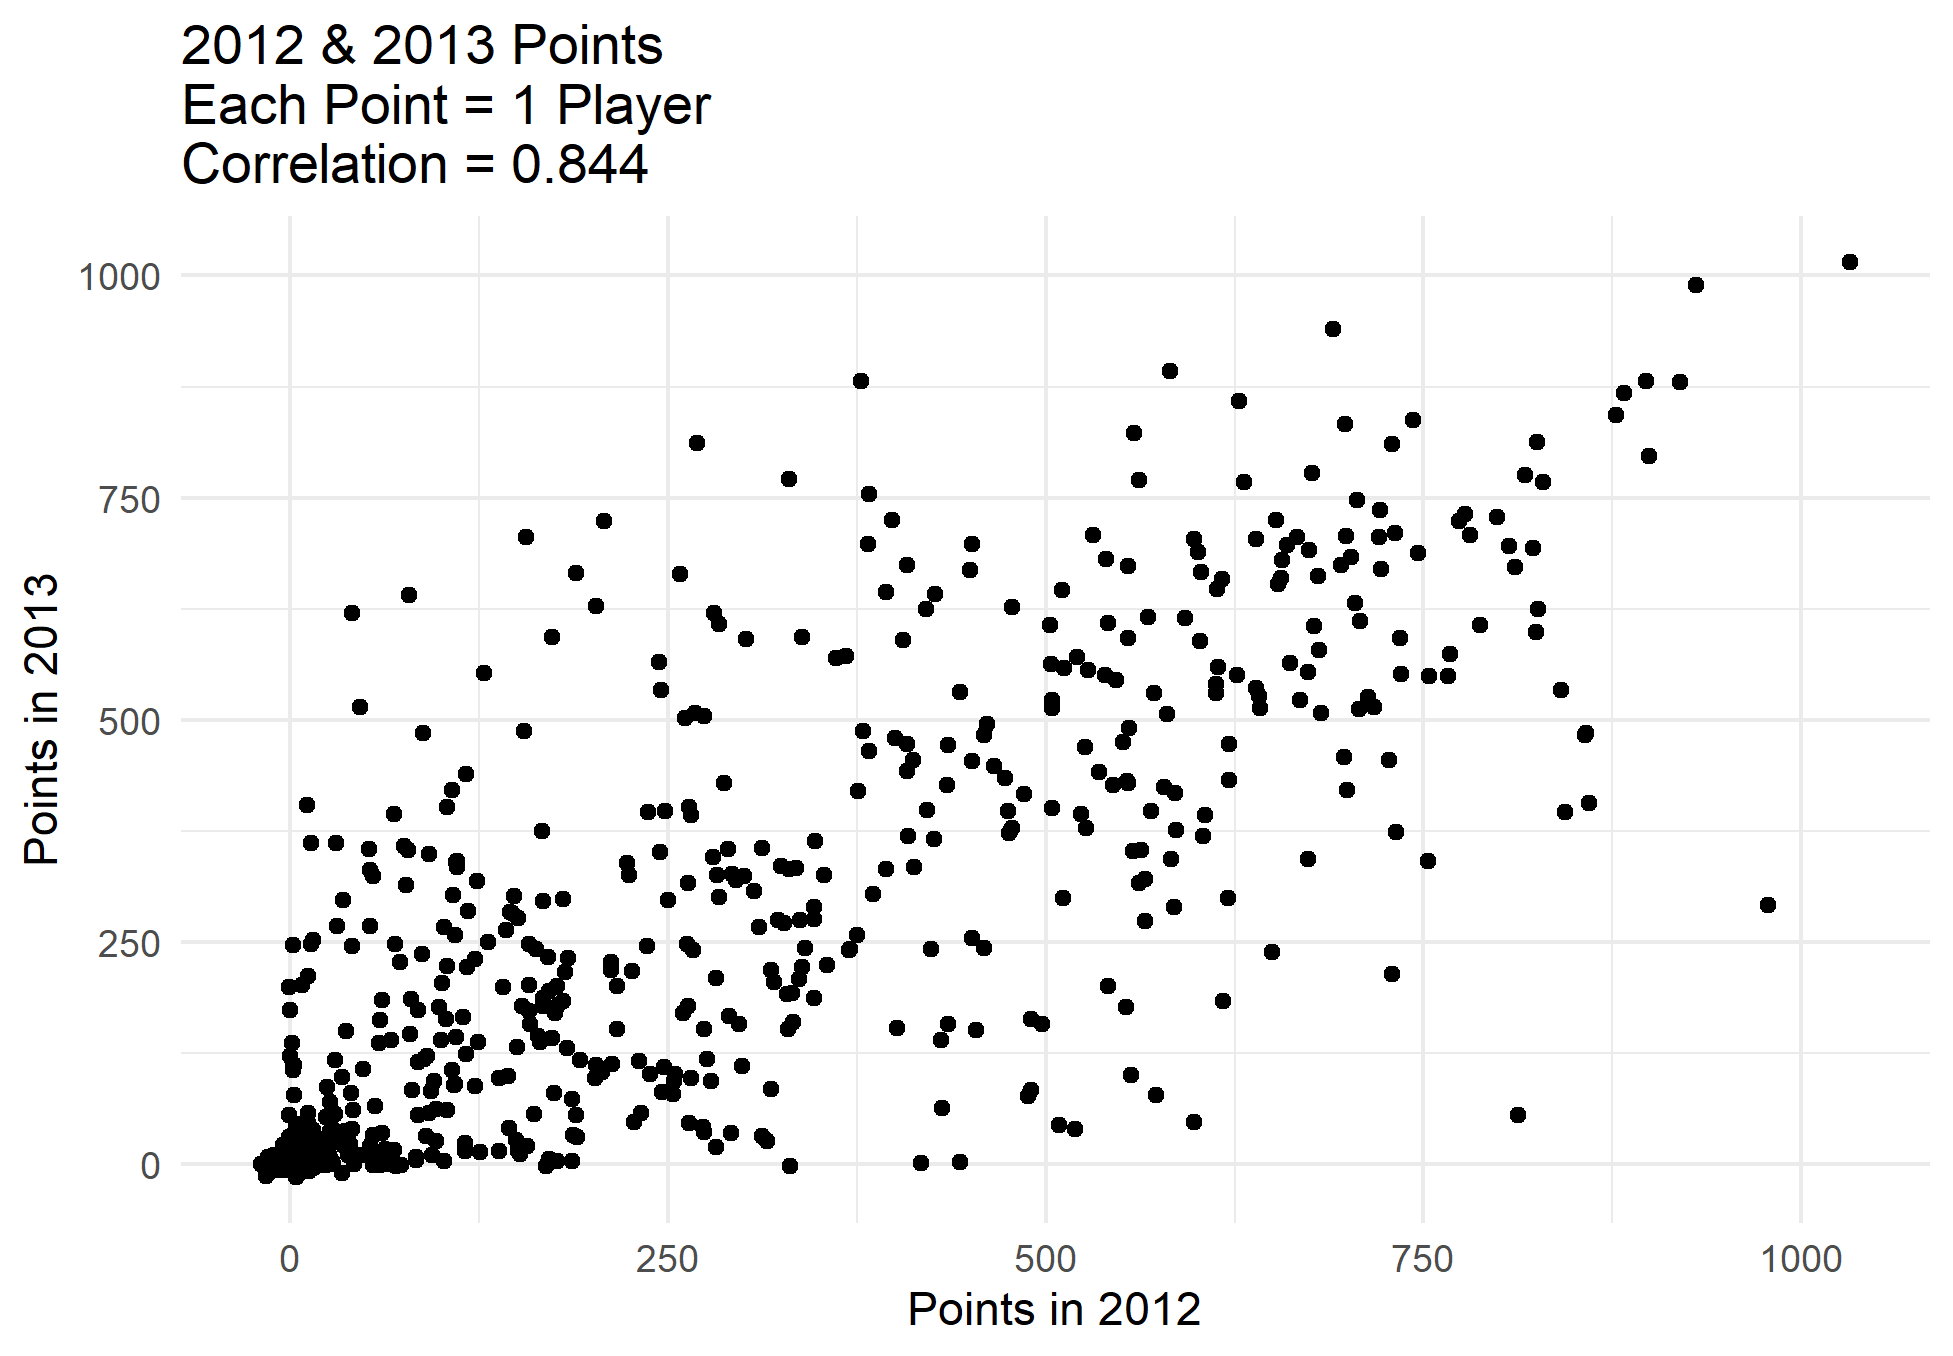 2012 & 2013 Points
Each Point = 1 Player
Correlation = 0.844
1000
750
500
250
0
Points in 2013
0
250
500
750
1000
Points in 2012